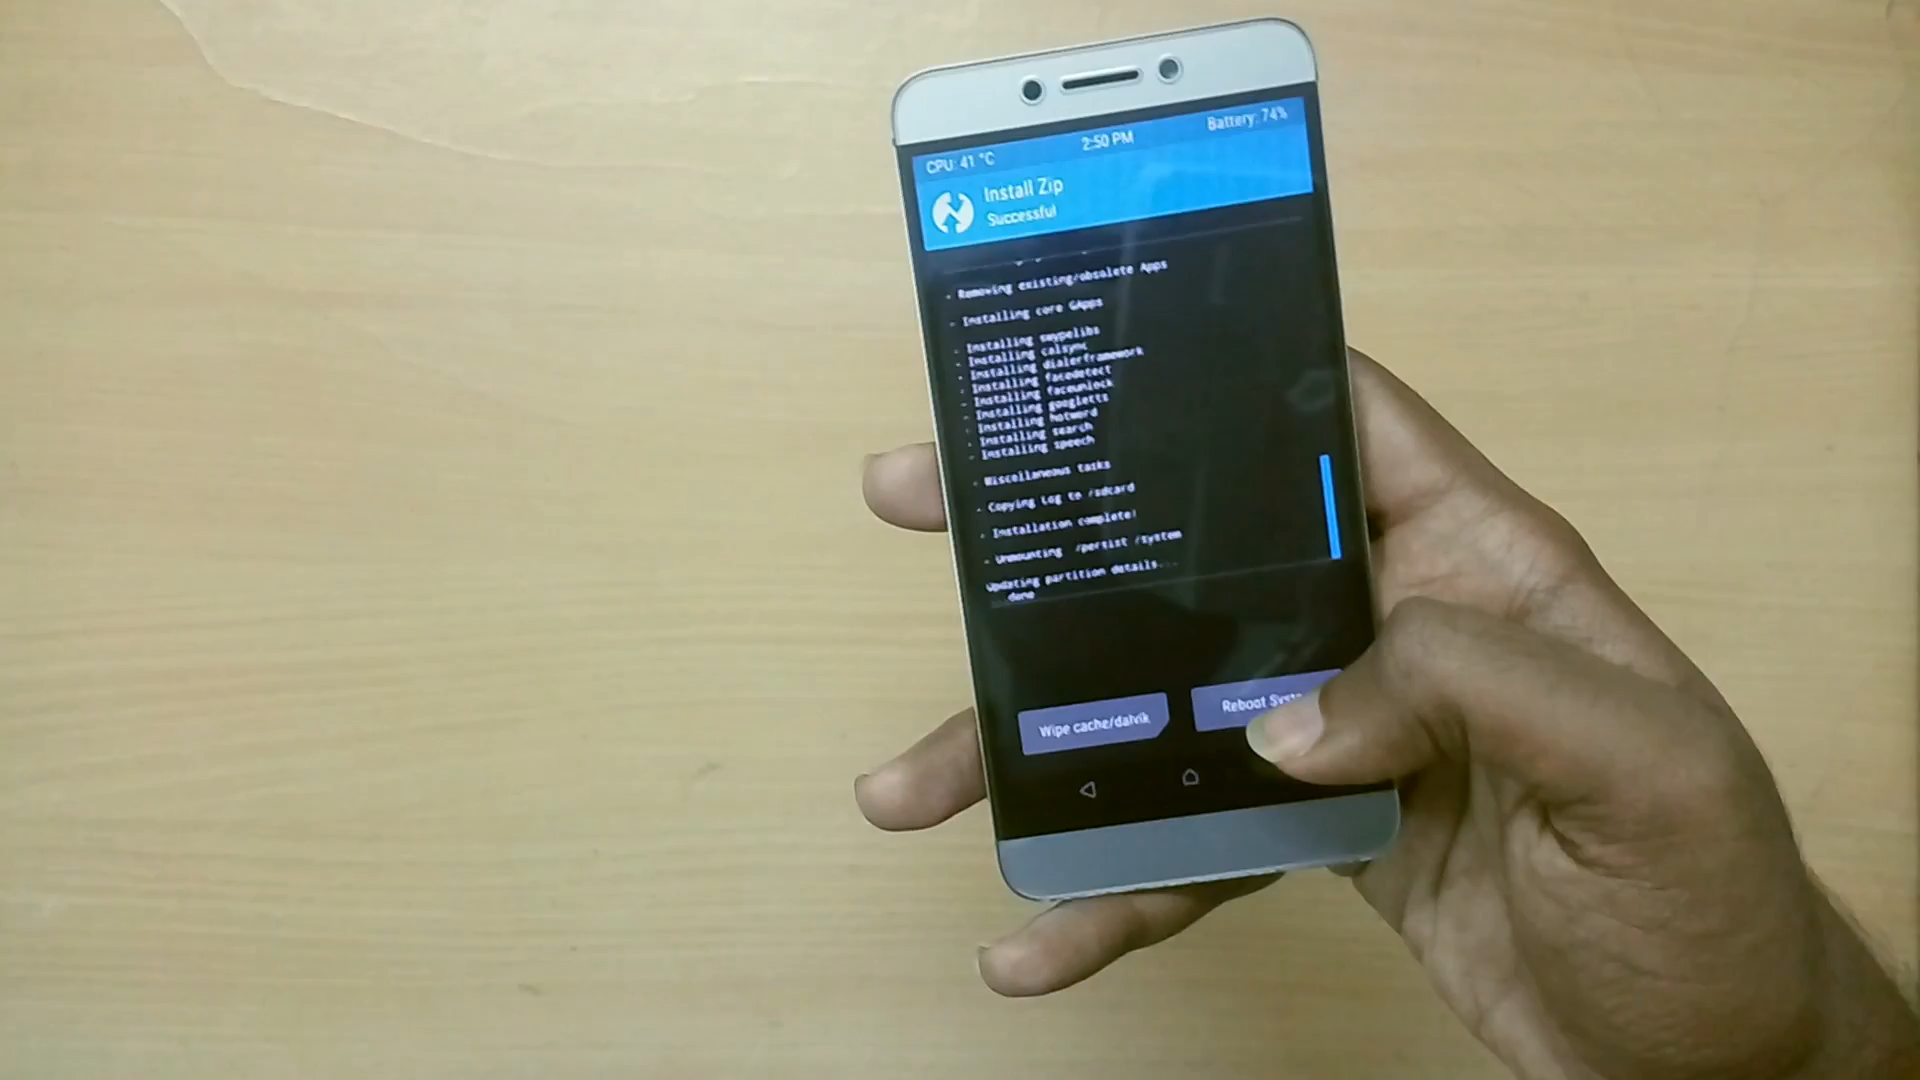 CPU: 41 °C
2:50 PM
Battery: 74%
Install Zip
Successful
- Removing existing/obsolete Apps
- Installing core GApps
- Installing swypelibs
- Installing calsync
- Installing dialerframework
- Installing facedetect
- Installing faceunlock
- Installing googletts
- Installing hotword
- Installing search
- Installing speech
- Miscellaneous tasks
- Copying Log to /sdcard
- Installation complete!
- Unmounting /persist /system
Updating partition details...
done
Wipe cache/dalvik
Reboot